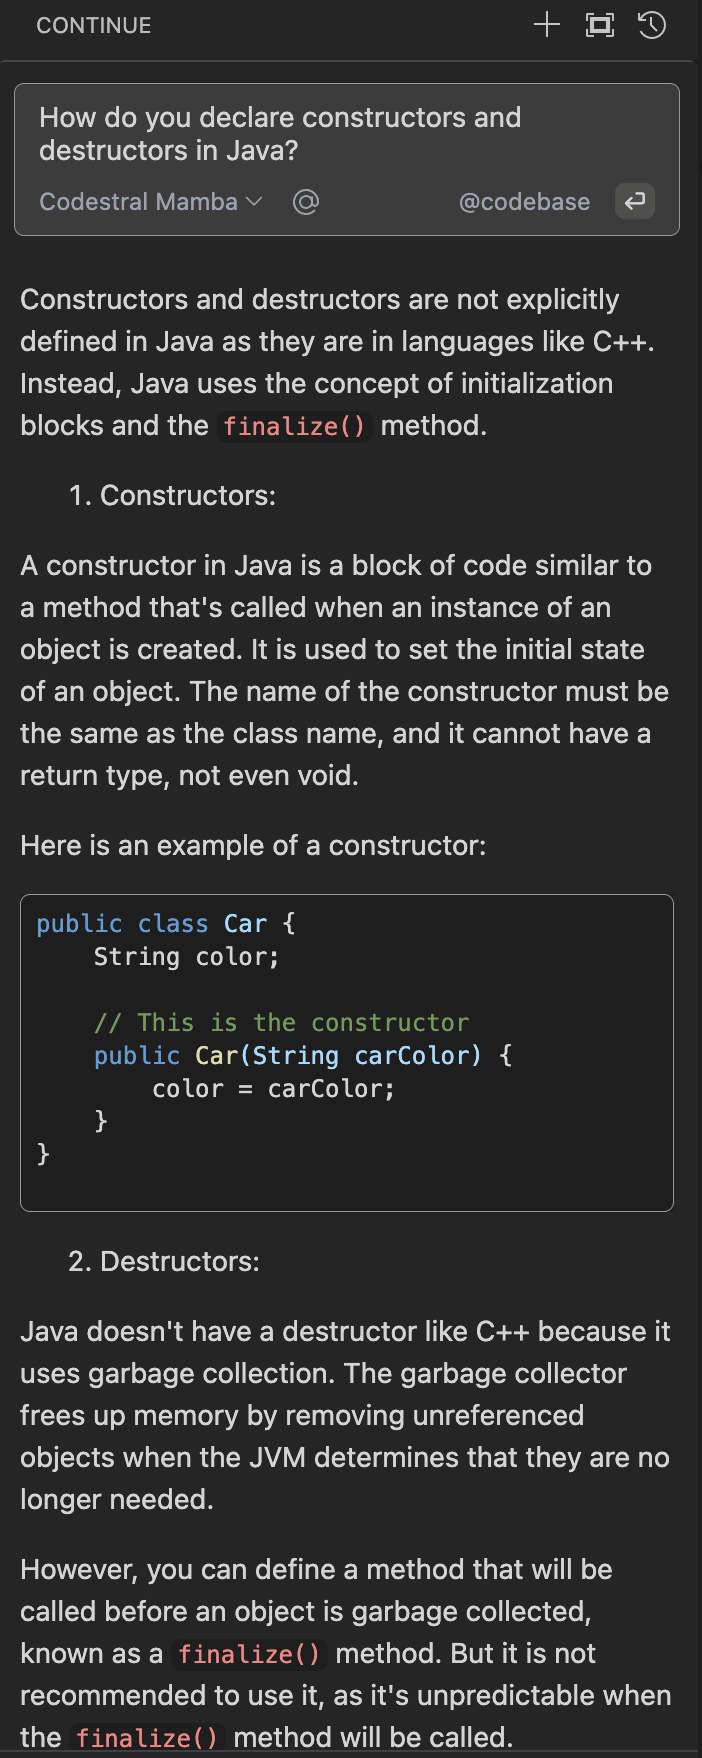 CONTINUE
How do you declare constructors and
destructors in Java?
Codestral Mamba @codebase
Constructors and destructors are not explicitly
defined in Java as they are in languages like C++.
Instead, Java uses the concept of initialization
blocks and the finalize() method.
1. Constructors:
A constructor in Java is a block of code similar to
a method that's called when an instance of an
object is created. It is used to set the initial state
of an object. The name of the constructor must be
the same as the class name, and it cannot have a
return type, not even void.
Here is an example of a constructor:
public class Car {
    String color;
    // This is the constructor
    public Car(String carColor) {
        color = carColor;
    }
}
2. Destructors:
Java doesn't have a destructor like C++ because it
uses garbage collection. The garbage collector
frees up memory by removing unreferenced
objects when the JVM determines that they are no
longer needed.
However, you can define a method that will be
called before an object is garbage collected,
known as a finalize() method. But it is not
recommended to use it, as it's unpredictable when
the finalize() method will be called.